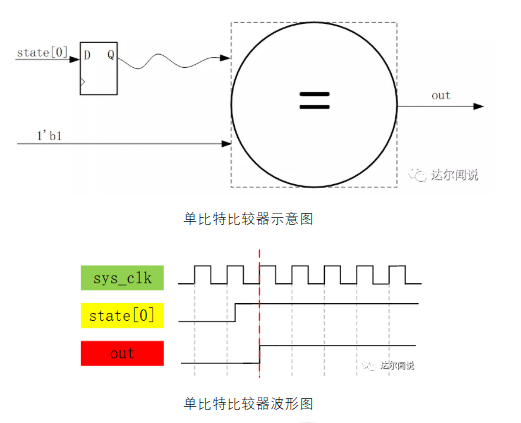 state[0]
D Q
out
1'b1
=
达尔闻说
单比特比较器示意图
sys_clk
state[0]
out
达尔闻说
单比特比较器波形图